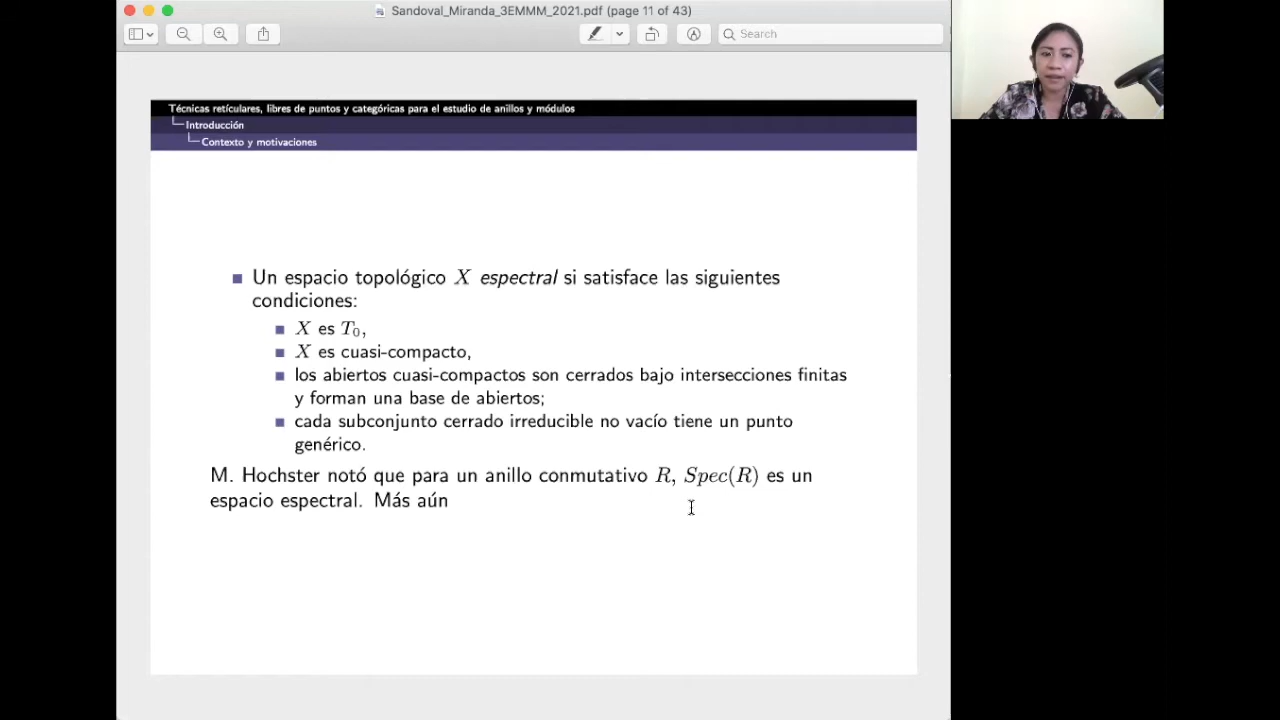 Sandoval_Miranda_3EMMM_2021.pdf (page 11 of 43)
Search
Técnicas retículares, libres de puntos y categóricas para el estudio de anillos y módulos
Introducción
Contexto y motivaciones
Un espacio topológico X espectral si satisface las siguientes
condiciones:
X es T₀,
X es cuasi-compacto,
los abiertos cuasi-compactos son cerrados bajo intersecciones finitas
y forman una base de abiertos;
cada subconjunto cerrado irreducible no vacío tiene un punto
genérico.
M. Hochster notó que para un anillo conmutativo R, Spec(R) es un
espacio espectral. Más aún